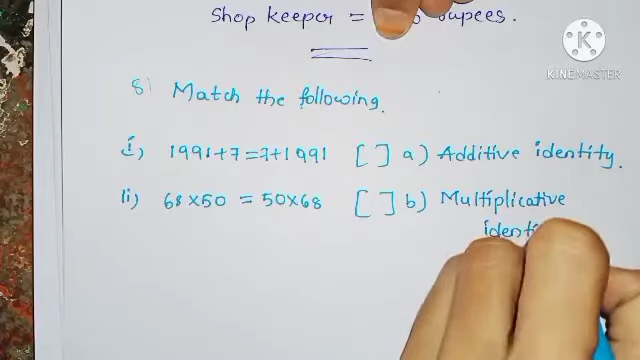 Shop keeper = rupees.
8) Match the following.
i) 1991+7=7+1991 [ ] a) Additive identity.
ii) 68×50 = 50×68 [ ] b) Multiplicative
KINEMASTER